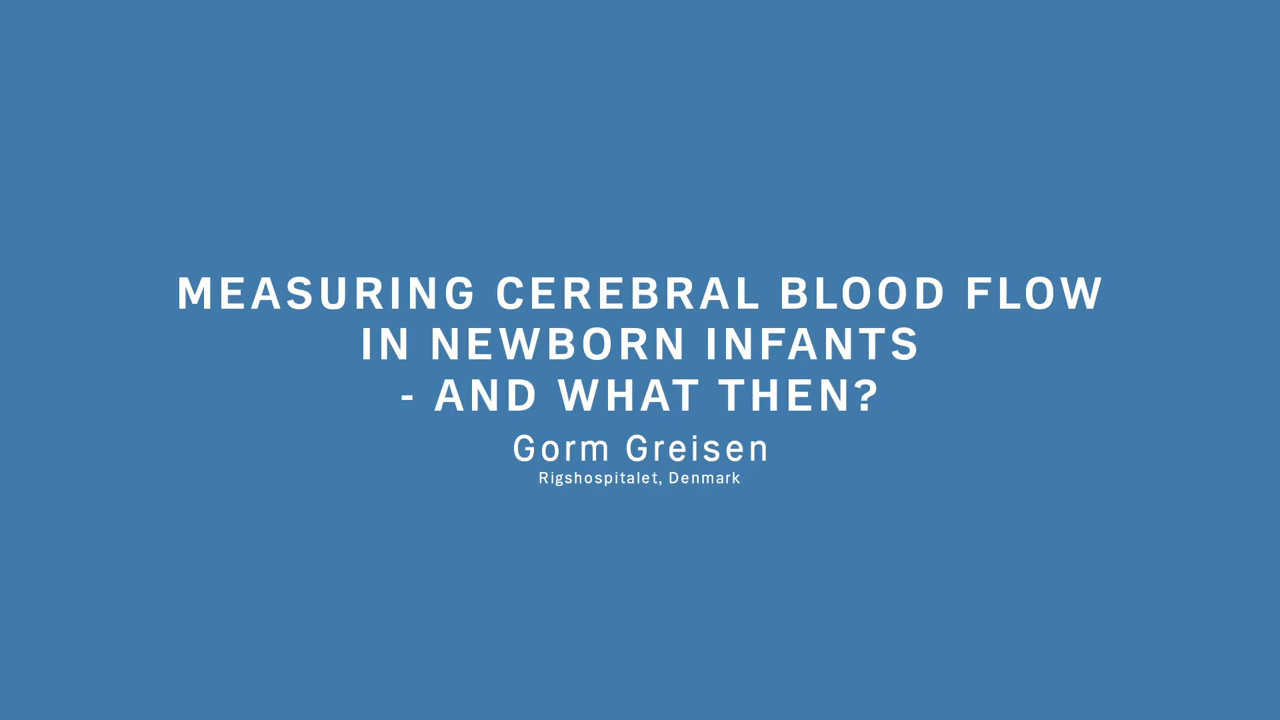 MEASURING CEREBRAL BLOOD FLOW
IN NEWBORN INFANTS
- AND WHAT THEN?
Gorm Greisen
Rigshospitalet, Denmark